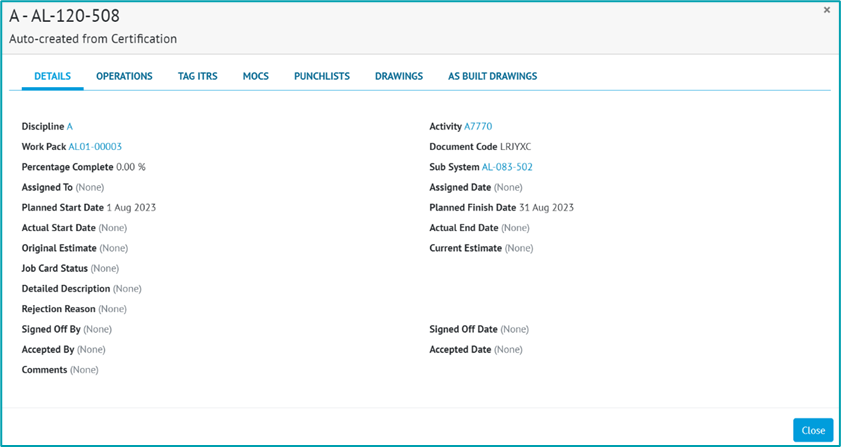 A - AL-120-508
×
Auto-created from Certification
DETAILS OPERATIONS TAG ITRS MOCS PUNCHLISTS DRAWINGS AS BUILT DRAWINGS
Discipline A Activity A7770
Work Pack AL01-00003 Document Code LRJYXC
Percentage Complete 0.00 % Sub System AL-083-502
Assigned To (None) Assigned Date (None)
Planned Start Date 1 Aug 2023 Planned Finish Date 31 Aug 2023
Actual Start Date (None) Actual End Date (None)
Original Estimate (None) Current Estimate (None)
Job Card Status (None)
Detailed Description (None)
Rejection Reason (None)
Signed Off By (None) Signed Off Date (None)
Accepted By (None) Accepted Date (None)
Comments (None)
Close